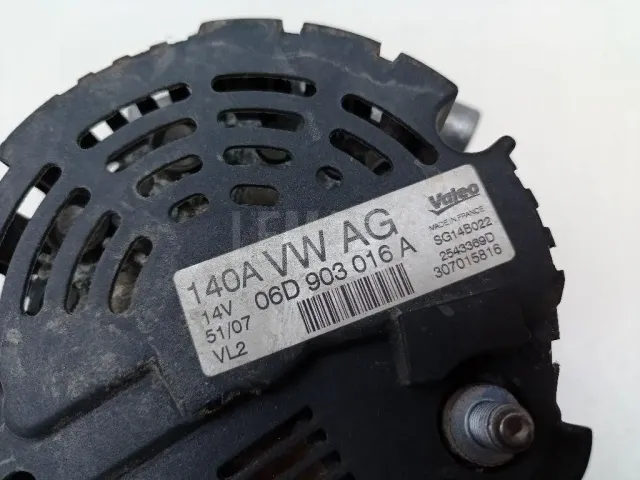 140A VW AG
14V 06D 903 016 A
51/07
VL2
Valeo
MADE IN FRANCE
SG14B022
2543369D
307015816